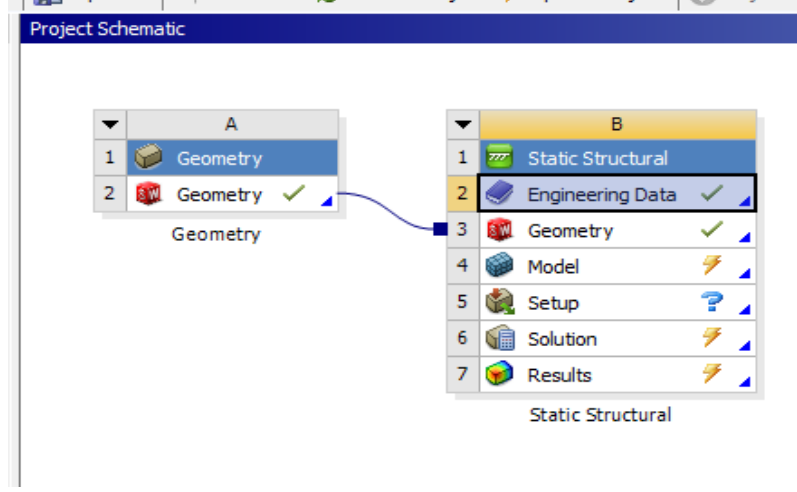 Project Schematic
A
1 Geometry
2 Geometry
Geometry
B
1 Static Structural
2 Engineering Data
3 Geometry
4 Model
5 Setup
6 Solution
7 Results
Static Structural